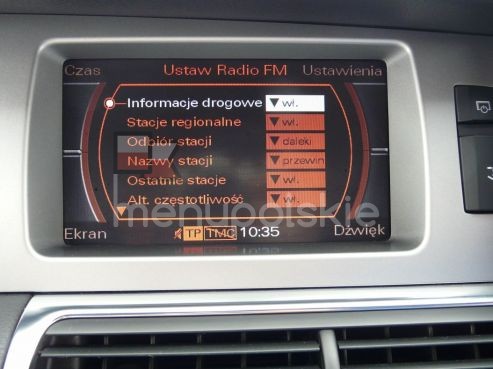 Czas Ustaw Radio FM Ustawienia
Informacje drogowe wł.
Stacje regionalne wł.
Odbiór stacji daleki
Nazwy stacji przewin
Ostatnie stacje wł.
Alt. częstotliwość wł.
menupolskie
Ekran TP TMC 10:35 Dźwięk